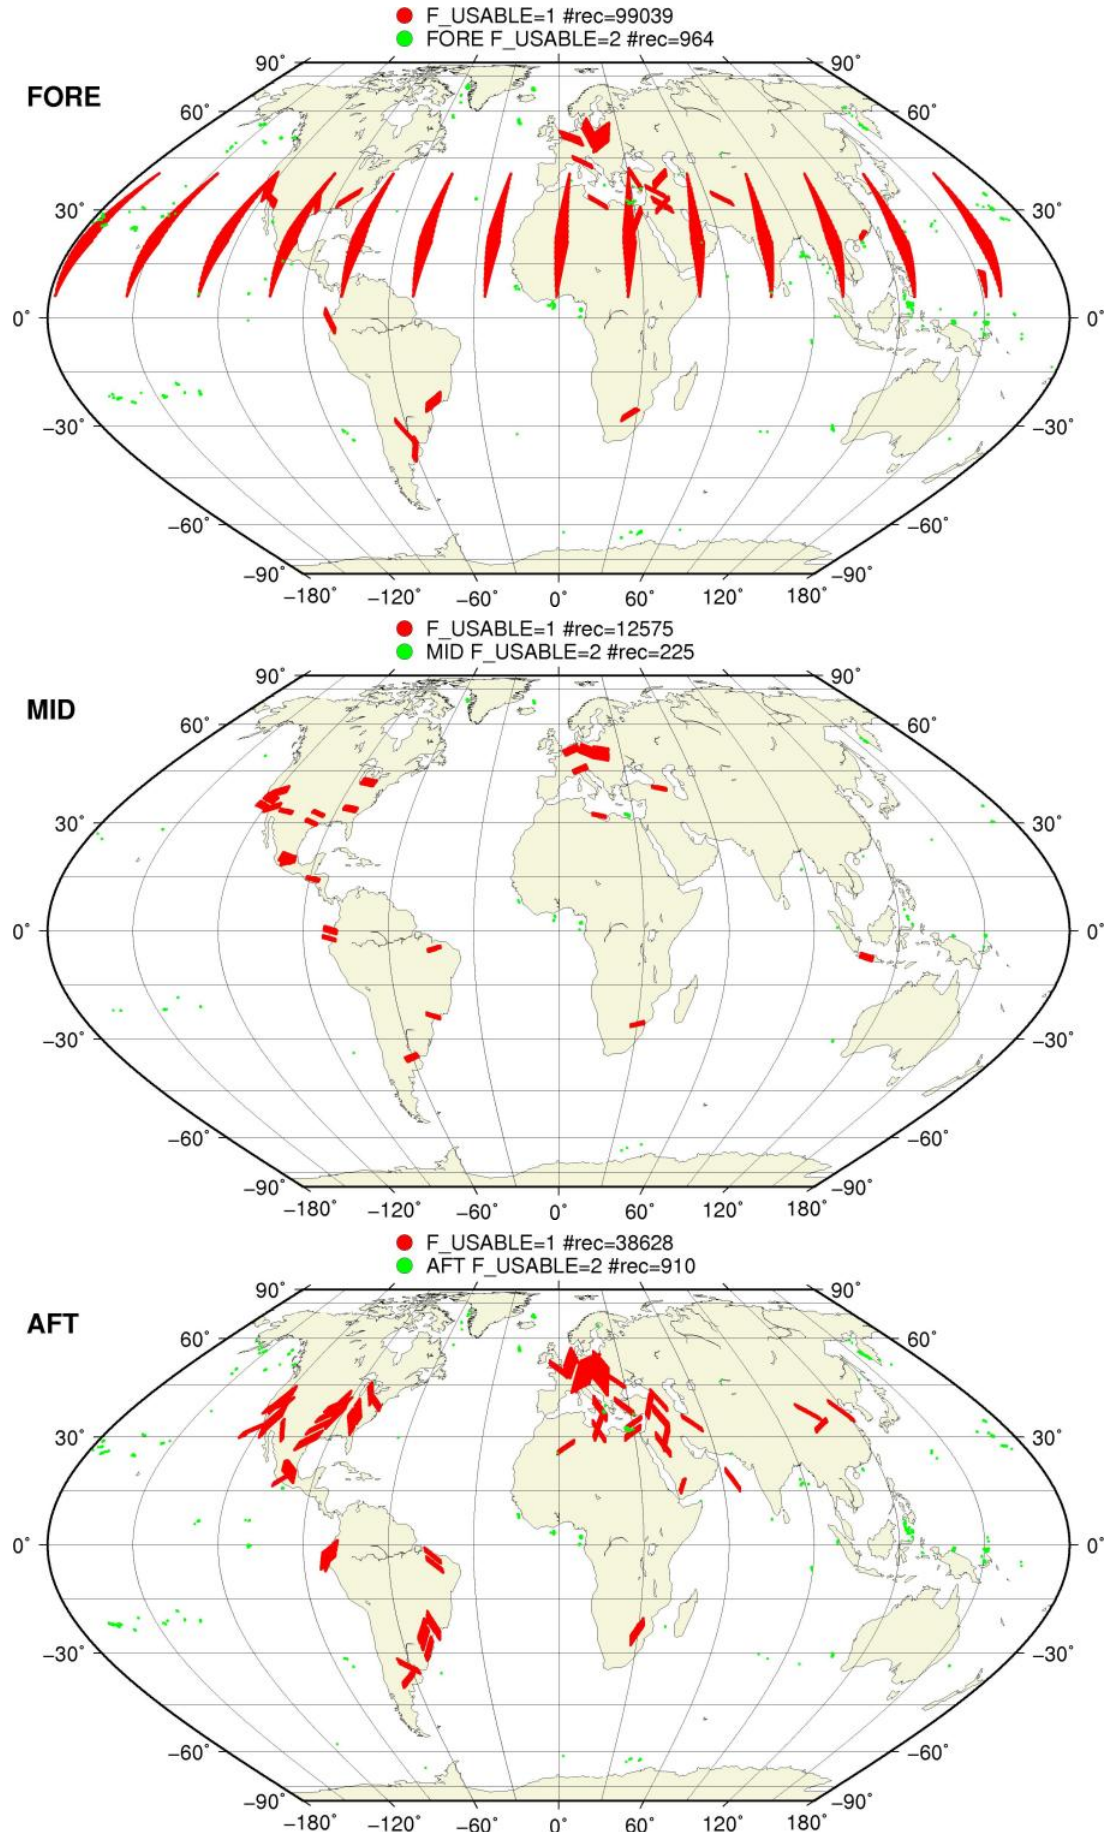 F_USABLE=1 #rec=99039
FORE F_USABLE=2 #rec=964
FORE
90° 90°
60° 60°
30° 30°
0° 0°
−30° −30°
−60° −60°
−90° −90°
−180° −120° −60° 0° 60° 120° 180°
F_USABLE=1 #rec=12575
MID F_USABLE=2 #rec=225
MID
90° 90°
60° 60°
30° 30°
0° 0°
−30° −30°
−60° −60°
−90° −90°
−180° −120° −60° 0° 60° 120° 180°
F_USABLE=1 #rec=38628
AFT F_USABLE=2 #rec=910
AFT
90° 90°
60° 60°
30° 30°
0° 0°
−30° −30°
−60° −60°
−90° −90°
−180° −120° −60° 0° 60° 120° 180°